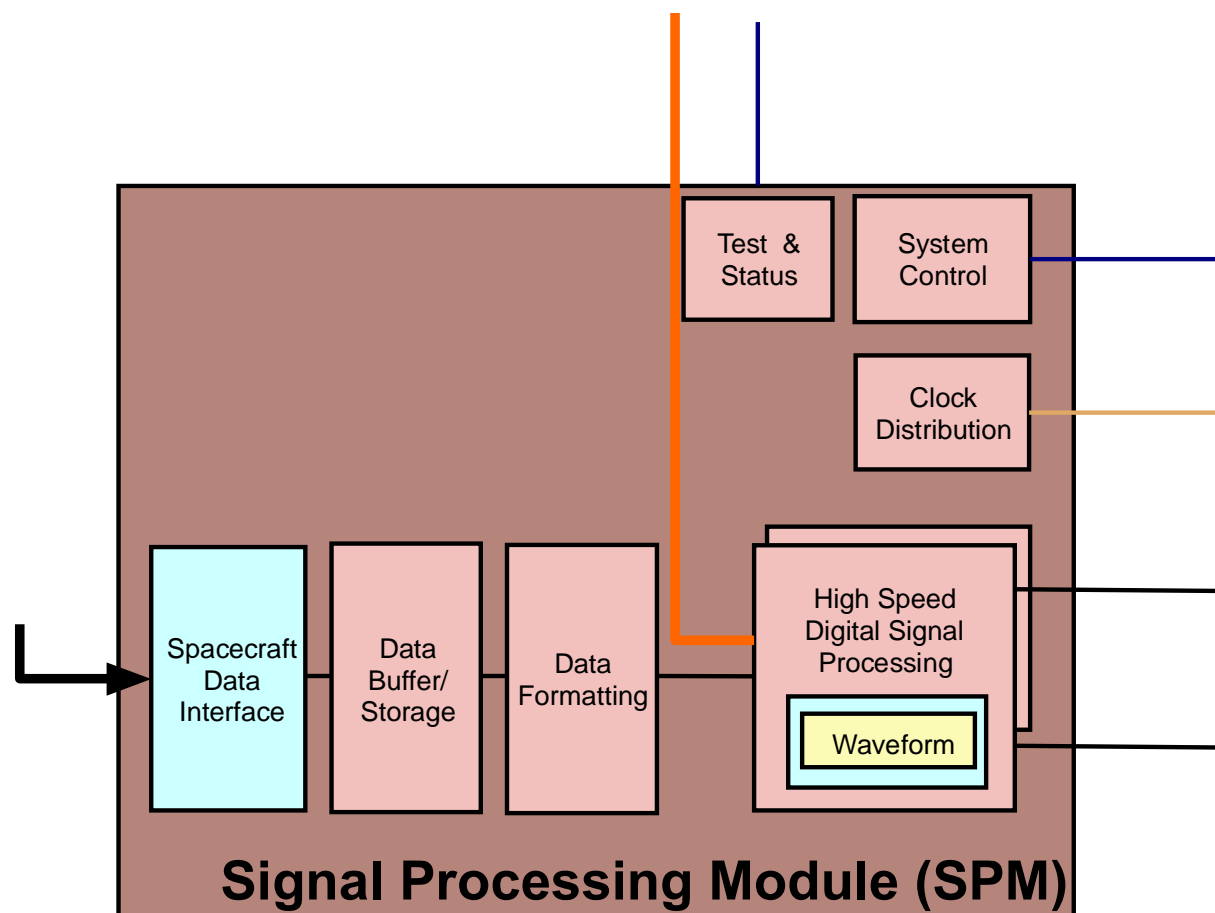 Test &
Status
System
Control
Clock
Distribution
Spacecraft
Data
Interface
Data
Buffer/
Storage
Data
Formatting
High Speed
Digital Signal
Processing
Waveform
Signal Processing Module (SPM)